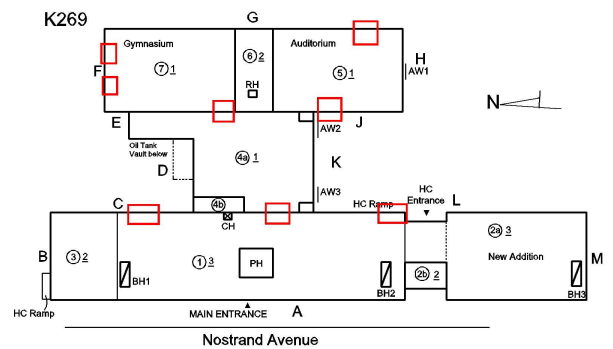 K269
G
Gymnasium
Auditorium
H
F
6 2
7 1
5 1
AW1
RH
N
E
AW2
J
Oil Tank
Vault below
4a 1
K
D
AW3
C
4b
HC Ramp
HC
Entrance
L
CH
2a 3
B
3 2
1 3
PH
New Addition
M
2b 2
BH1
BH2
BH3
HC Ramp
MAIN ENTRANCE
A
Nostrand Avenue